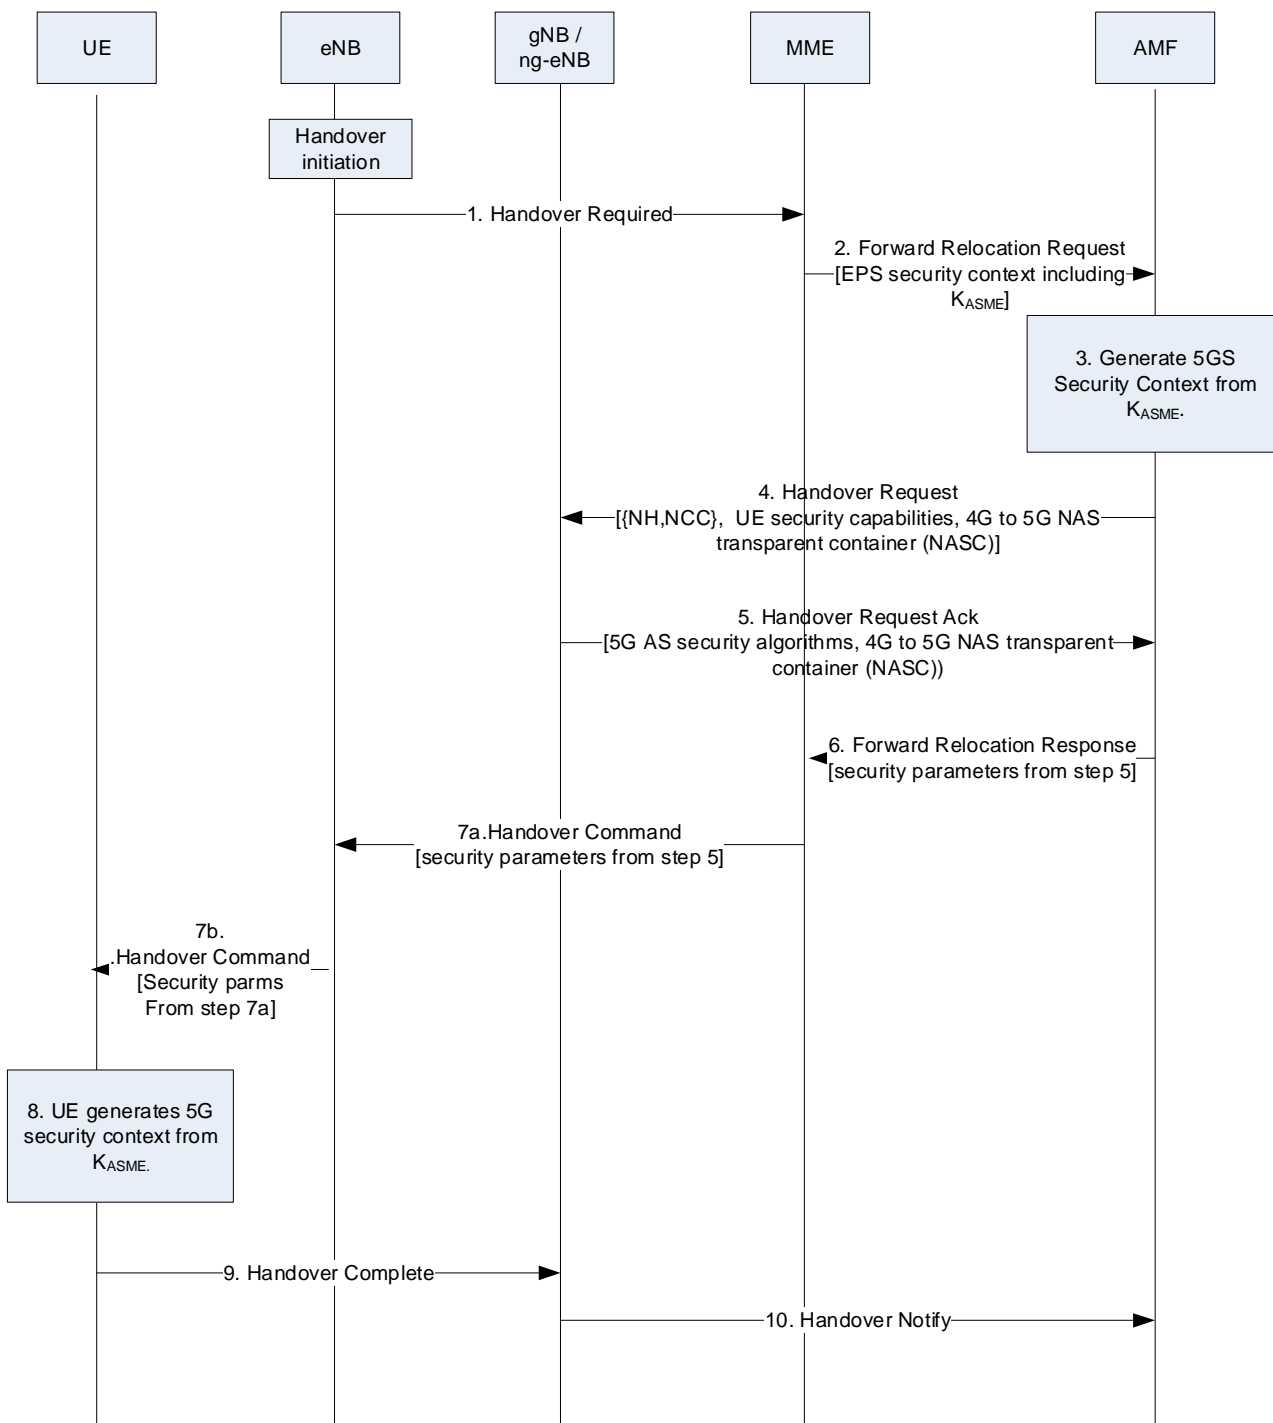 UE
eNB
gNB /
ng-eNB
MME
AMF
Handover
initiation
1. Handover Required
2. Forward Relocation Request
[EPS security context including
KASME]
3. Generate 5GS
Security Context from
KASME.
4. Handover Request
[{NH,NCC}, UE security capabilities, 4G to 5G NAS
transparent container (NASC)]
5. Handover Request Ack
[5G AS security algorithms, 4G to 5G NAS transparent
container (NASC))
6. Forward Relocation Response
[security parameters from step 5]
7a.Handover Command
[security parameters from step 5]
7b.
.Handover Command
[Security parms
From step 7a]
8. UE generates 5G
security context from
KASME.
9. Handover Complete
10. Handover Notify